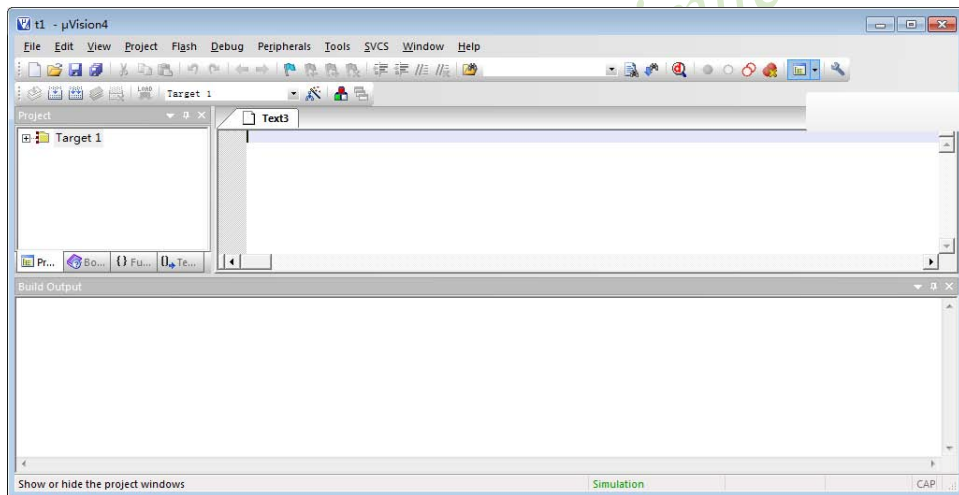 t1 - µVision4
File Edit View Project Flash Debug Peripherals Tools SVCS Window Help
LOAD Target 1
Project
Text3
Target 1
Pr... Bo... {} Fu... 0 Te...
Build Output
Show or hide the project windows Simulation CAP